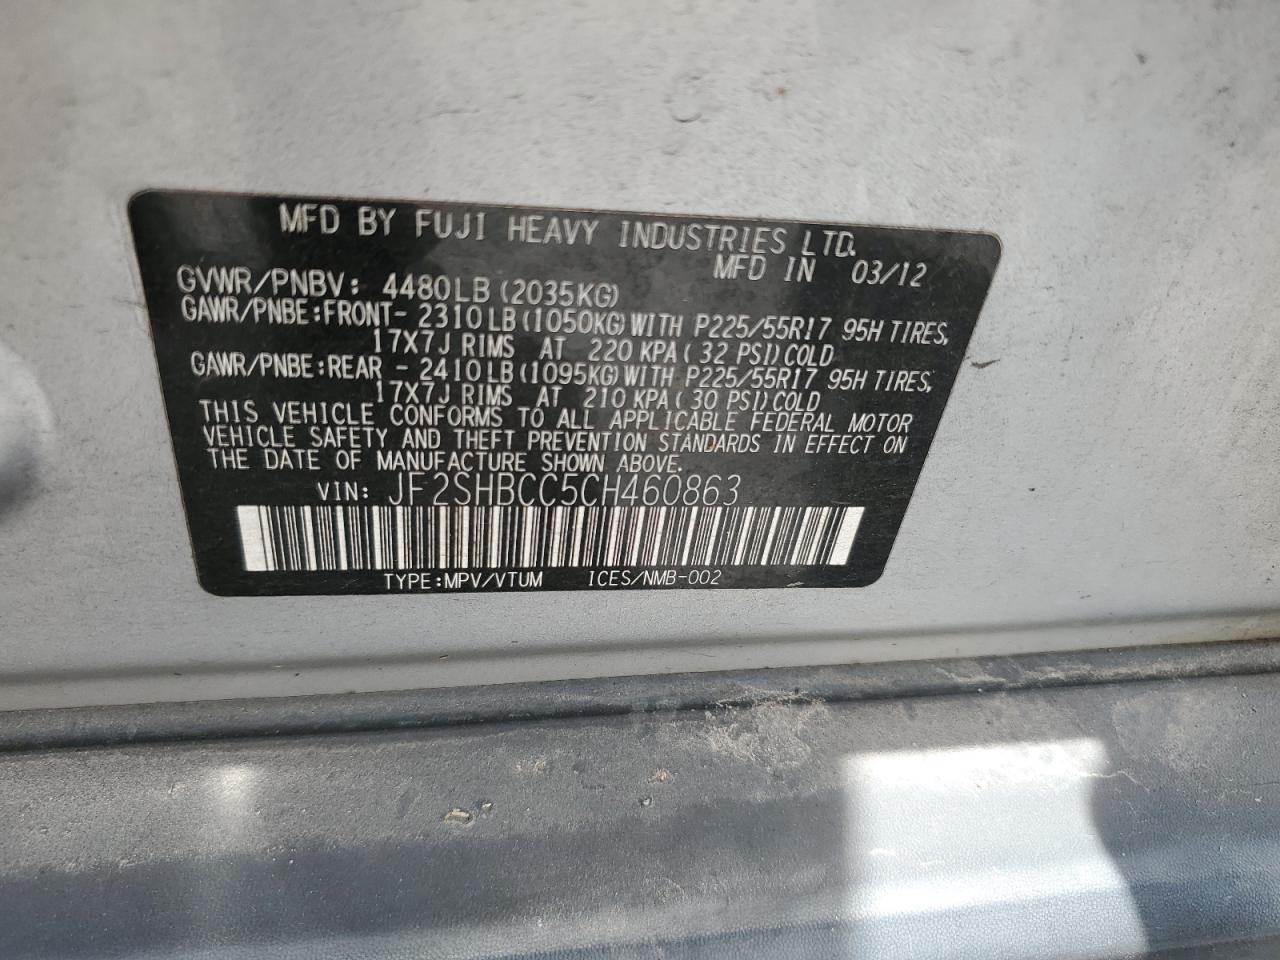 MFD BY FUJI HEAVY INDUSTRIES LTD.
MFD IN 03/12
GVWR/PNBV: 4480LB(2035KG)
GAWR/PNBE:FRONT- 2310LB(1050KG)WITH P225/55R17 95H TIRES,
17X7J RIMS AT 220 KPA( 32 PSI)COLD
GAWR/PNBE:REAR - 2410LB(1095KG)WITH P225/55R17 95H TIRES,
17X7J RIMS AT 210 KPA( 30 PSI)COLD
THIS VEHICLE CONFORMS TO ALL APPLICABLE FEDERAL MOTOR
VEHICLE SAFETY AND THEFT PREVENTION STANDARDS IN EFFECT ON
THE DATE OF MANUFACTURE SHOWN ABOVE.
VIN: JF2SHBCC5CH460863
TYPE:MPV/VTUM ICES/NMB-002